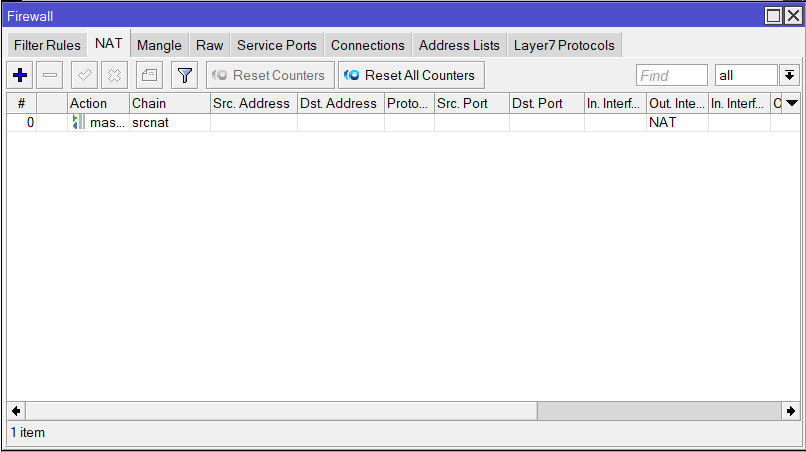 Firewall
Filter Rules NAT Mangle Raw Service Ports Connections Address Lists Layer7 Protocols
Reset Counters Reset All Counters Find all
# Action Chain Src. Address Dst. Address Proto... Src. Port Dst. Port In. Interf... Out. Inte... In. Interf... O
0 mas... srcnat NAT
1 item